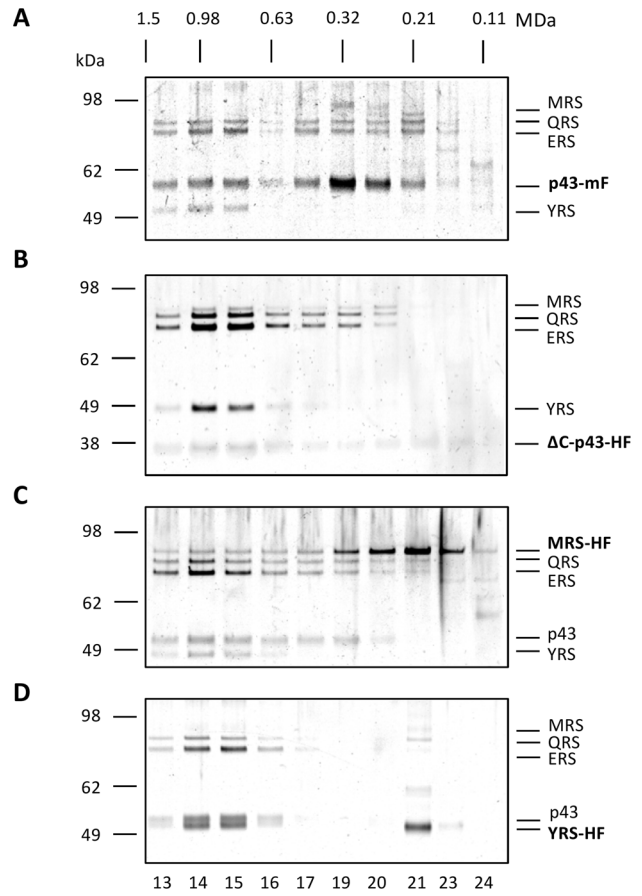 A 1.5 0.98 0.63 0.32 0.21 0.11 MDa
kDa
98
62
49
MRS
QRS
ERS
p43-mF
YRS
B
98
62
49
38
MRS
QRS
ERS
YRS
ΔC-p43-HF
C
98
62
49
MRS-HF
QRS
ERS
p43
YRS
D
98
62
49
MRS
QRS
ERS
p43
YRS-HF
13 14 15 16 17 19 20 21 23 24